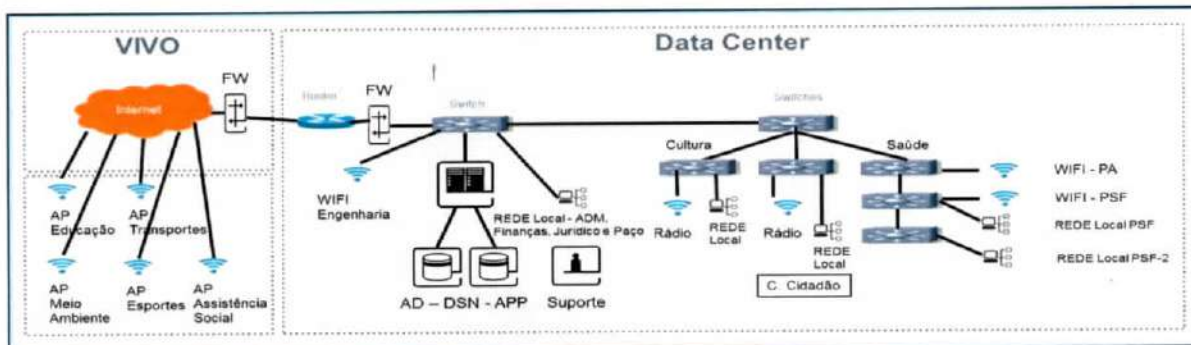 VIVO
Data Center
FW
Internet
Router
FW
Switch
Switches
Cultura
Saúde
WIFI - PA
WIFI
Engenharia
WIFI - PSF
AP
Educação
AP
Transportes
REDE Local - ADM,
Finanças, Jurídico e Paço
Rádio
REDE
Local
Rádio
REDE
Local
REDE Local PSF
REDE Local PSF-2
AP
Meio
Ambiente
AP
Esportes
AP
Assistência
Social
AD – DSN - APP
Suporte
C. Cidadão